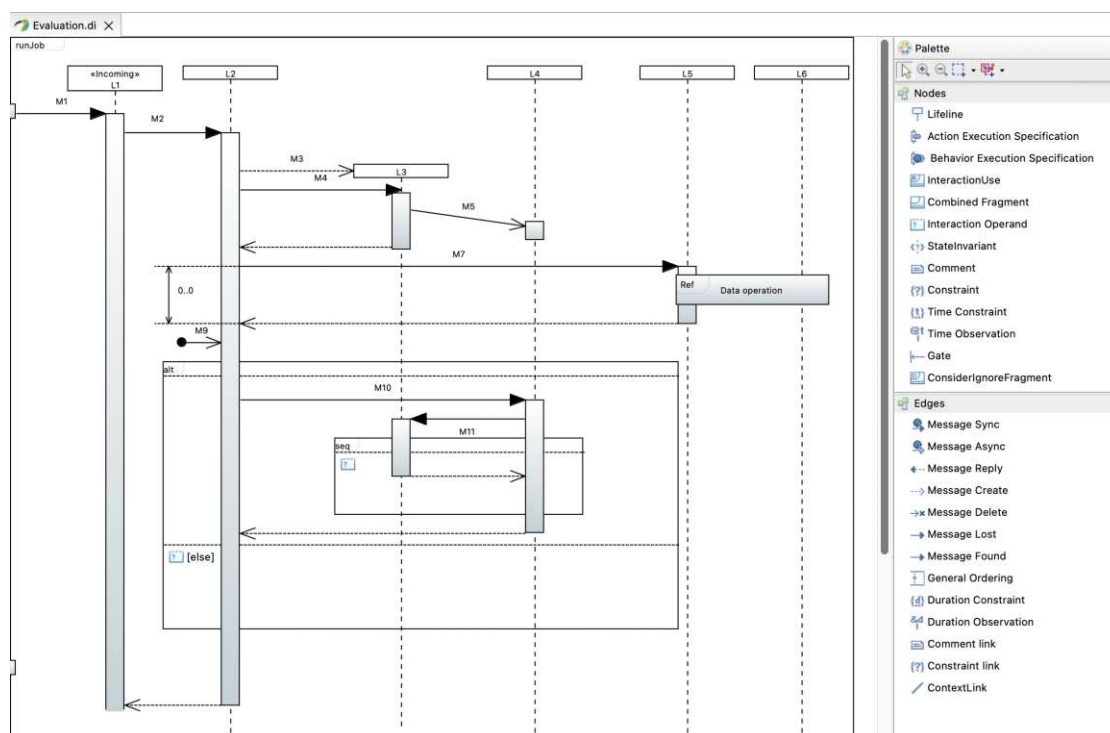 Evaluation.di
runJob
«Incoming»
L1
L2
L4
L5
L6
M1
M2
M3
L3
M4
M5
M7
0..0
Ref
Data operation
M9
alt
M10
M11
seq
[else]
Palette
Nodes
Lifeline
Action Execution Specification
Behavior Execution Specification
InteractionUse
Combined Fragment
Interaction Operand
StateInvariant
Comment
Constraint
Time Constraint
Time Observation
Gate
ConsiderIgnoreFragment
Edges
Message Sync
Message Async
Message Reply
Message Create
Message Delete
Message Lost
Message Found
General Ordering
Duration Constraint
Duration Observation
Comment link
Constraint link
ContextLink